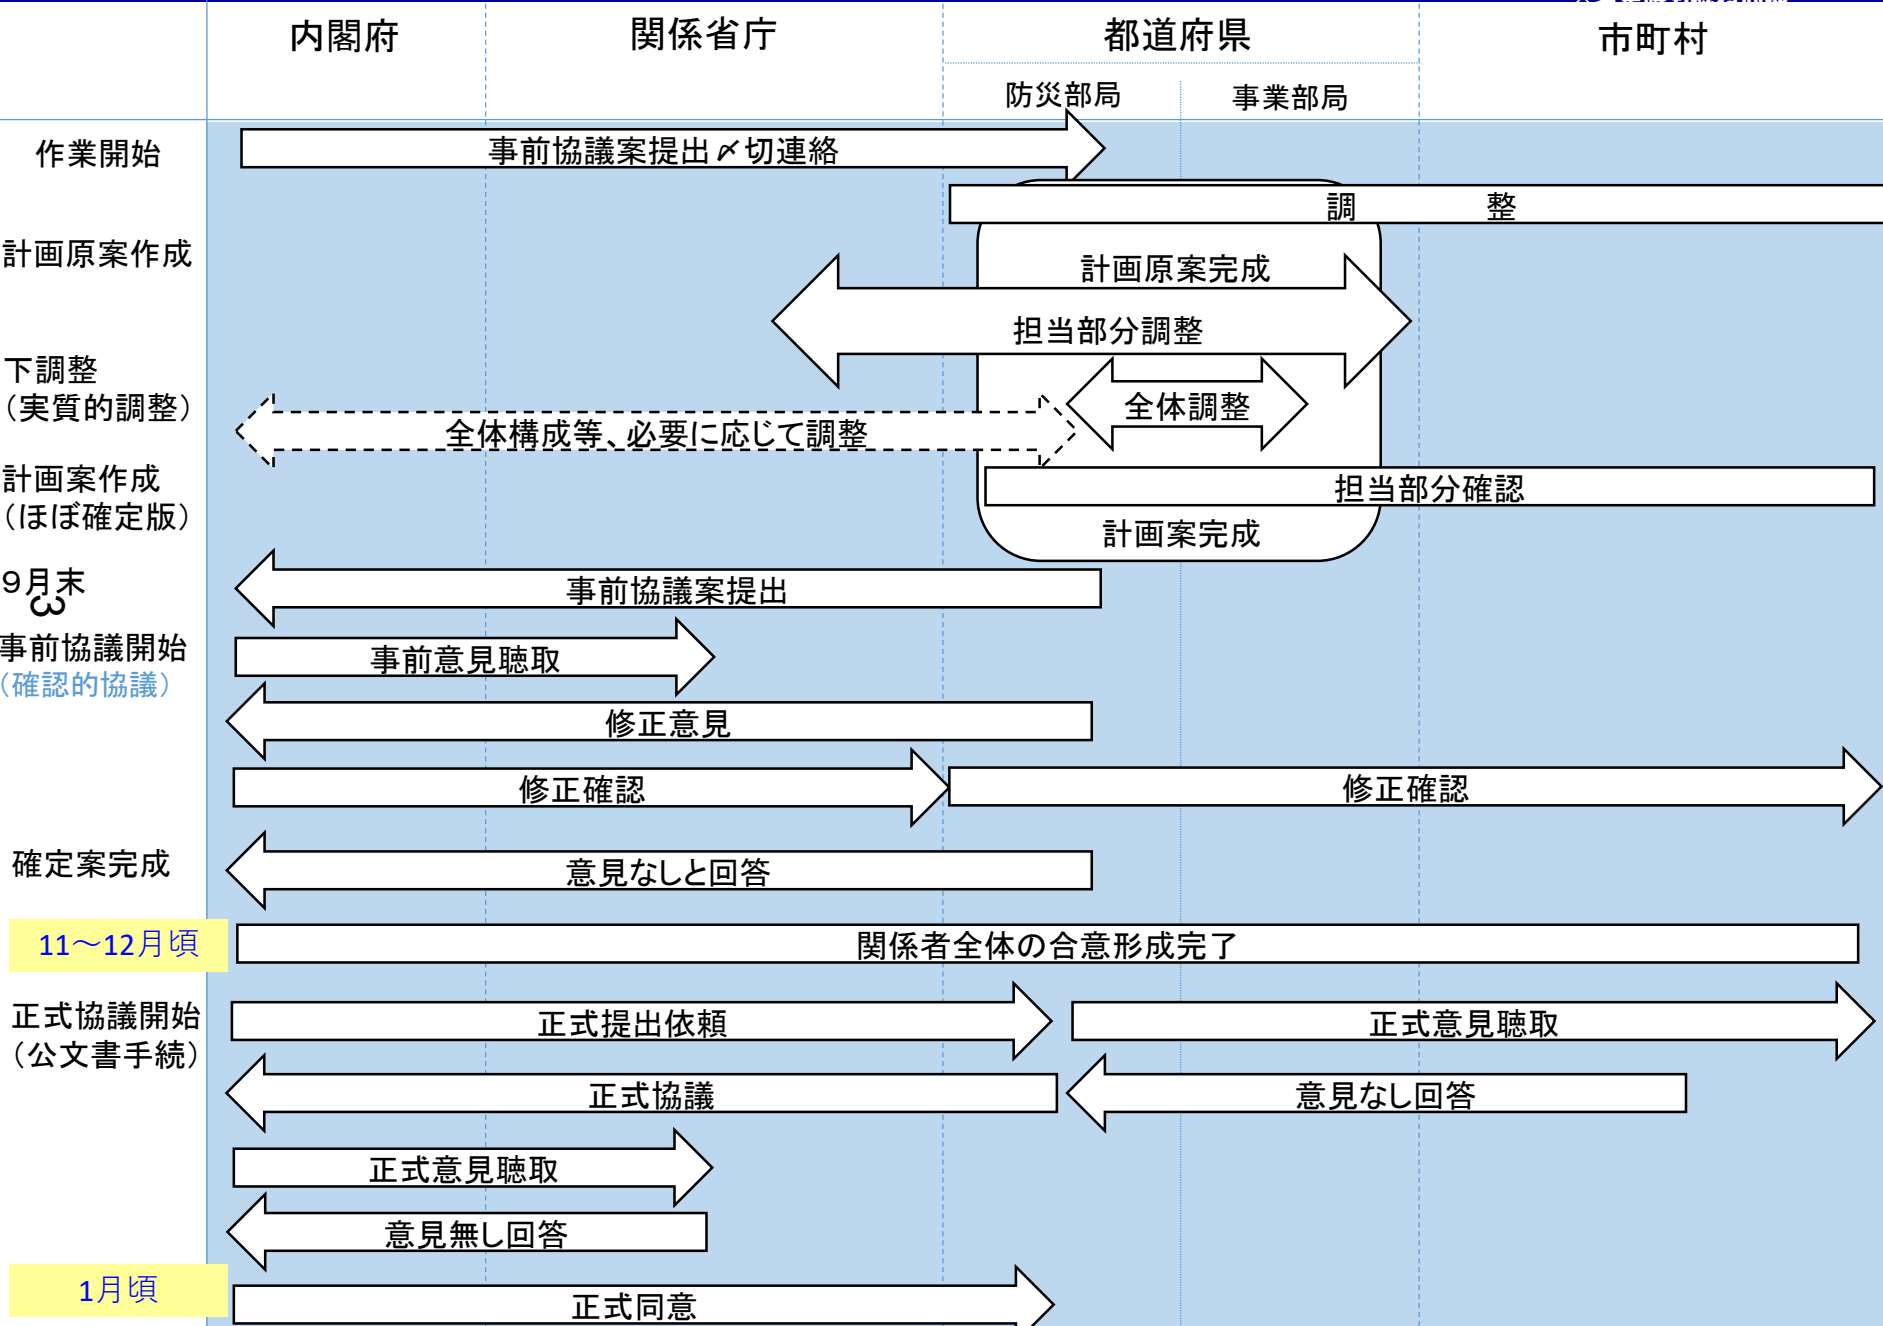 内閣府
関係省庁
都道府県
市町村
防災部局
事業部局
作業開始
事前協議案提出〆切連絡
調 整
計画原案作成
計画原案完成
担当部分調整
下調整
（実質的調整）
全体調整
全体構成等、必要に応じて調整
計画案作成
（ほぼ確定版）
担当部分確認
計画案完成
9月末
事前協議案提出
事前協議開始
（確認的協議）
事前意見聴取
修正意見
修正確認
修正確認
確定案完成
意見なしと回答
11～12月頃
関係者全体の合意形成完了
正式協議開始
（公文書手続）
正式提出依頼
正式意見聴取
正式協議
意見なし回答
正式意見聴取
意見無し回答
1月頃
正式同意